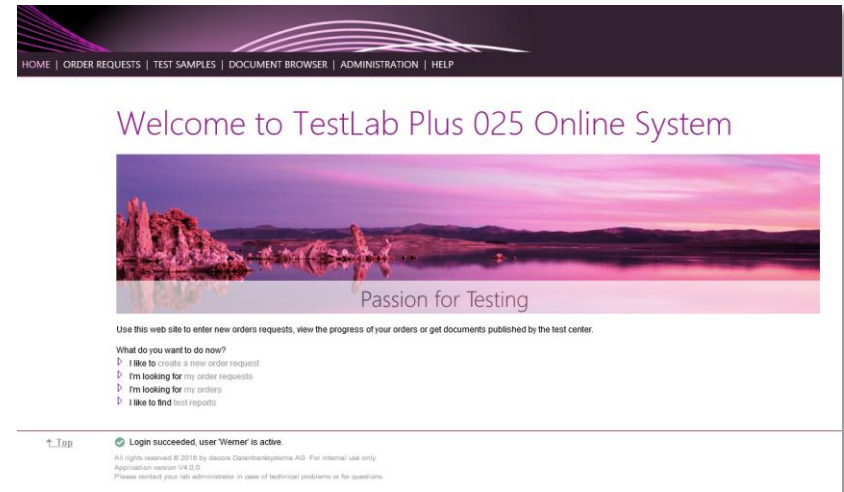 HOME | ORDER REQUESTS | TEST SAMPLES | DOCUMENT BROWSER | ADMINISTRATION | HELP
Welcome to TestLab Plus 025 Online System
Passion for Testing
Use this web site to enter new orders requests, view the progress of your orders or get documents published by the test center.
What do you want to do now?
I like to create a new order request
I'm looking for my order requests
I'm looking for my orders
I like to find test reports
Top
Login succeeded, user 'Werner' is active.
All rights reserved © 2016 by dacore Datenbanksysteme AG. For internal use only.
Application version V4.0.0
Please contact your lab administrator in case of technical problems or for questions.